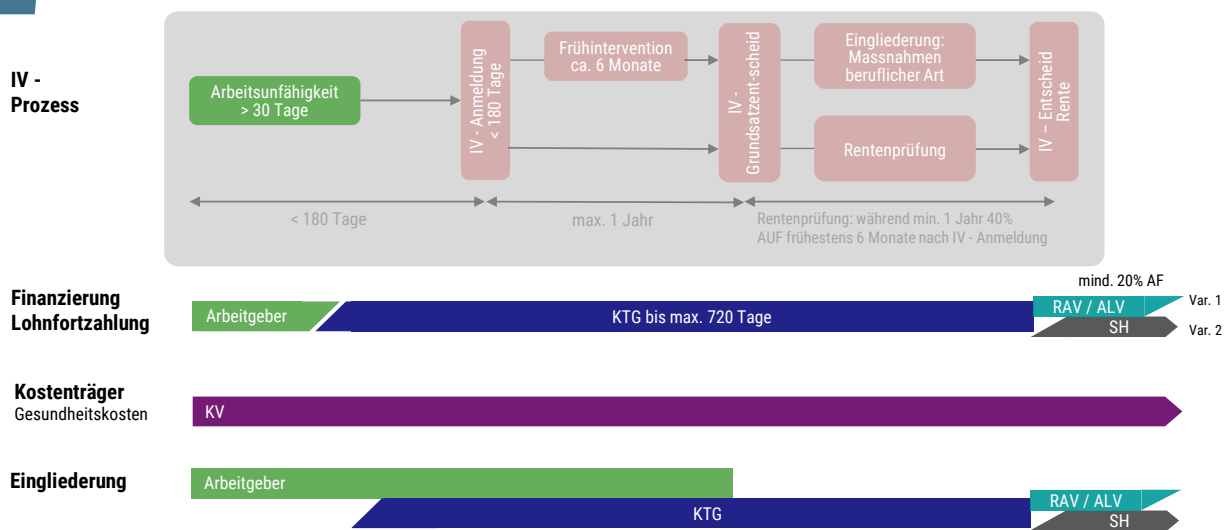 IV -
Prozess
Arbeitsunfähigkeit
> 30 Tage
IV - Anmeldung
< 180 Tage
Frühintervention
ca. 6 Monate
IV -
Grundsatzent-scheid
Eingliederung:
Massnahmen
beruflicher Art
Rentenprüfung
IV – Entscheid
Rente
< 180 Tage
max. 1 Jahr
Rentenprüfung: während min. 1 Jahr 40%
AUF frühestens 6 Monate nach IV - Anmeldung
Finanzierung
Lohnfortzahlung
Arbeitgeber
KTG bis max. 720 Tage
mind. 20% AF
RAV / ALV
Var. 1
SH
Var. 2
Kostenträger
Gesundheitskosten
KV
Eingliederung
Arbeitgeber
KTG
RAV / ALV
SH